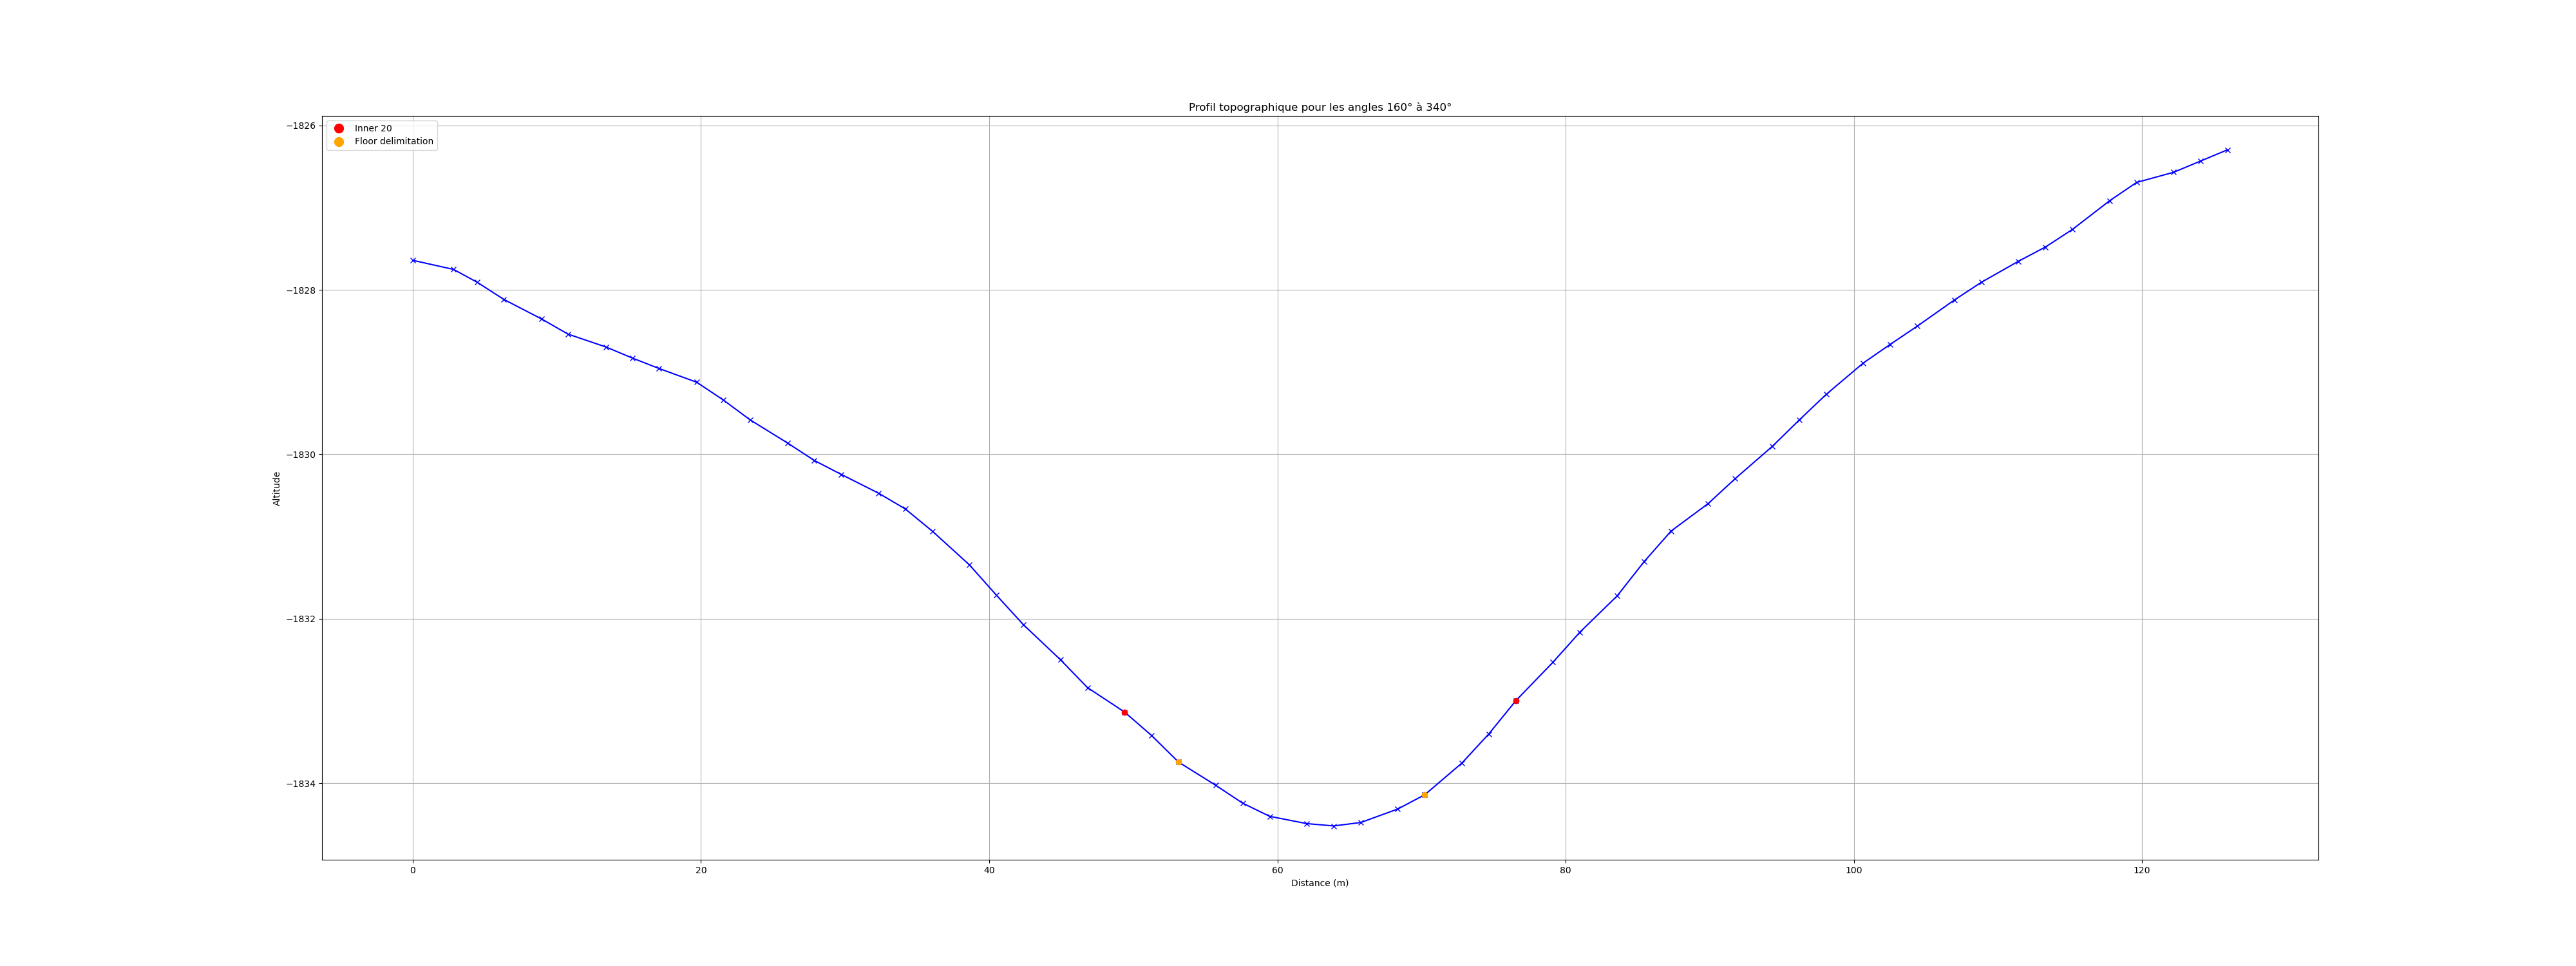 Profil topographique pour les angles 160° à 340°
Inner 20
Floor delimitation
−1826
−1828
−1830
−1832
−1834
Altitude
0 20 40 60 80 100 120
Distance (m)